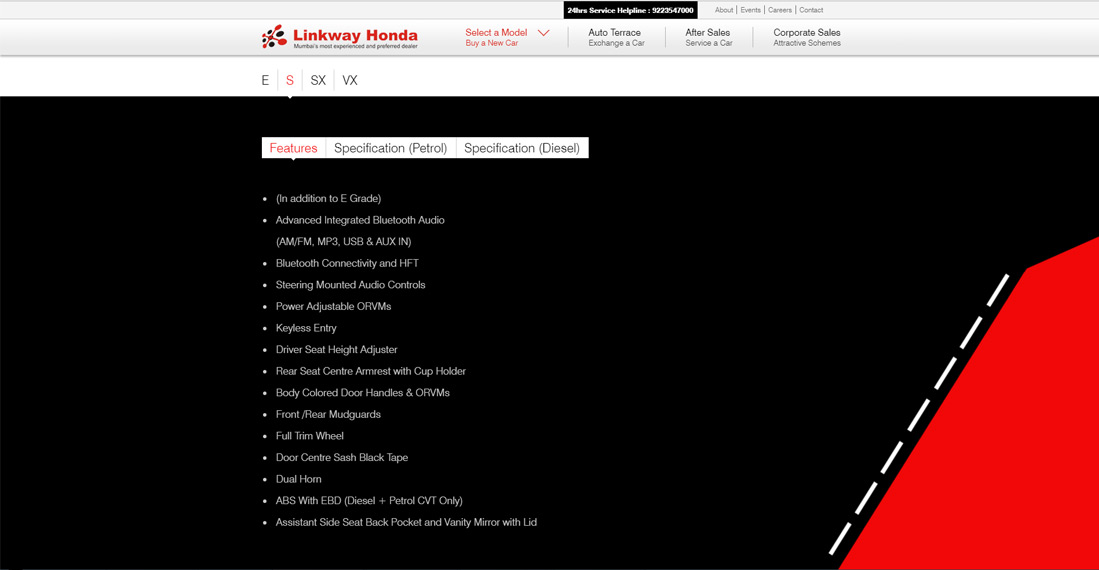 24hrs Service Helpline : 9223547000
About | Events | Careers | Contact
Linkway Honda
Mumbai's most experienced and preferred dealer
Select a Model
Buy a New Car
Auto Terrace
Exchange a Car
After Sales
Service a Car
Corporate Sales
Attractive Schemes
E S SX VX
Features Specification (Petrol) Specification (Diesel)
• (In addition to E Grade)
• Advanced Integrated Bluetooth Audio
(AM/FM, MP3, USB & AUX IN)
• Bluetooth Connectivity and HFT
• Steering Mounted Audio Controls
• Power Adjustable ORVMs
• Keyless Entry
• Driver Seat Height Adjuster
• Rear Seat Centre Armrest with Cup Holder
• Body Colored Door Handles & ORVMs
• Front /Rear Mudguards
• Full Trim Wheel
• Door Centre Sash Black Tape
• Dual Horn
• ABS With EBD (Diesel + Petrol CVT Only)
• Assistant Side Seat Back Pocket and Vanity Mirror with Lid